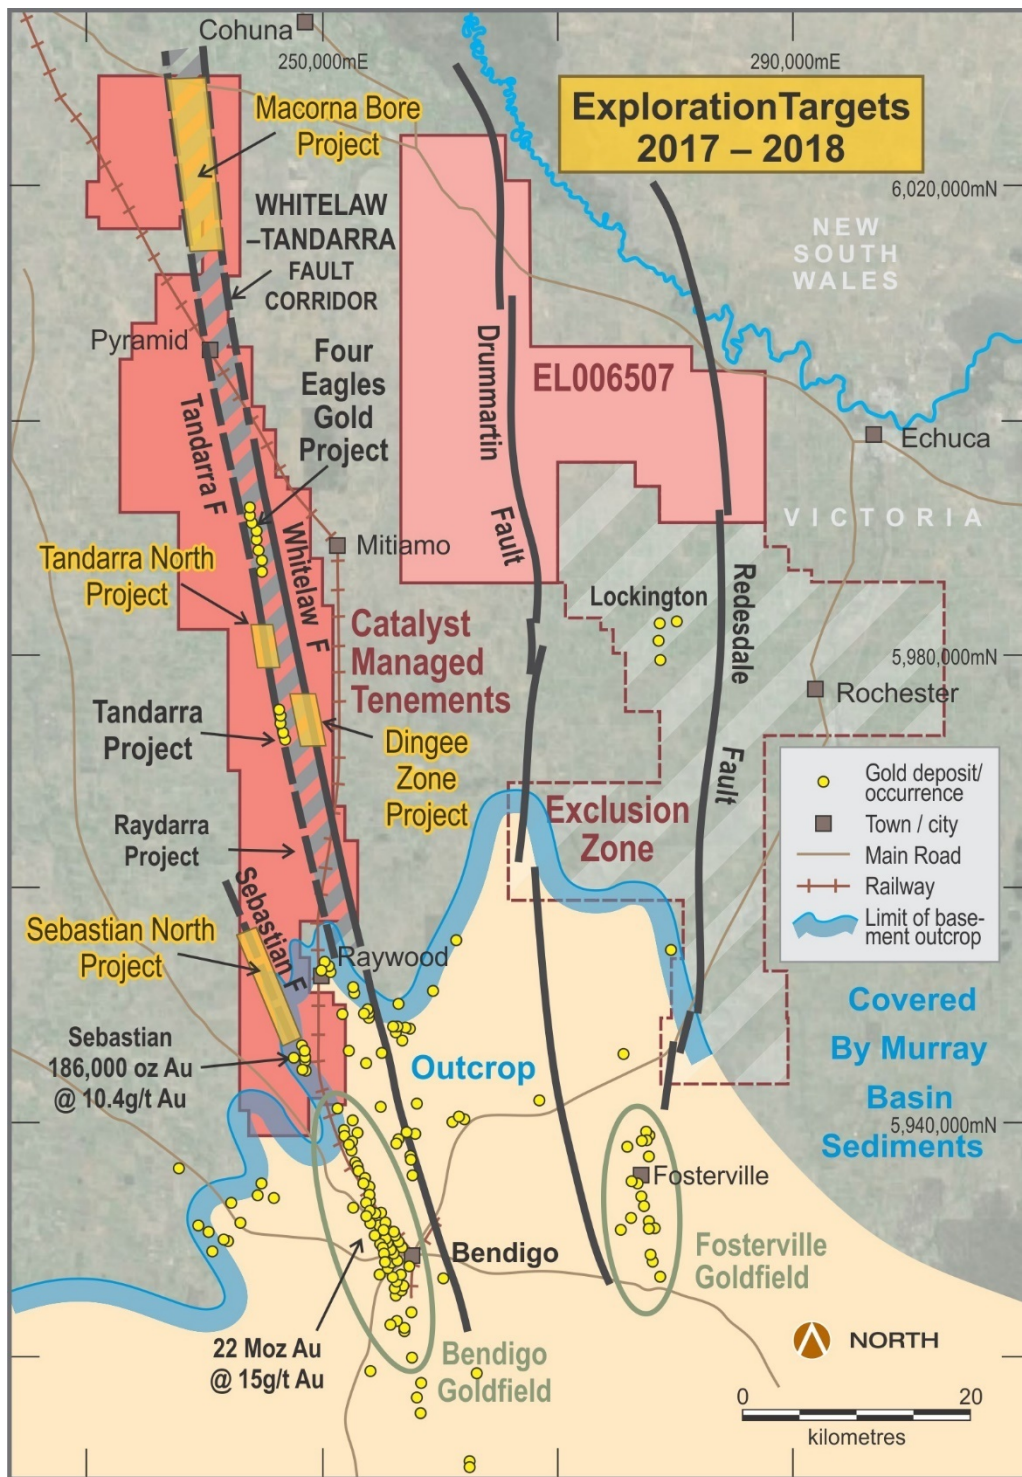 Cohuna
250,000mE
290,000mE
Exploration Targets
2017 – 2018
Macorna Bore
Project
6,020,000mN
WHITELAW
–TANDARRA
FAULT
CORRIDOR
NEW
SOUTH
WALES
Pyramid
Four
Eagles
Gold
Project
Drummartin
Fault
EL006507
Echuca
Tandarra F
Whitelaw F
VICTORIA
Mitiamo
Tandarra North
Project
Lockington
Redesdale
Fault
Catalyst
Managed
Tenements
5,980,000mN
Rochester
Tandarra
Project
Dingee
Zone
Project
Gold deposit/
occurrence
Town / city
Main Road
Railway
Limit of base-
ment outcrop
Exclusion
Zone
Raydarra
Project
Sebastian F
Sebastian North
Project
Raywood
Sebastian
186,000 oz Au
@ 10.4g/t Au
Outcrop
Covered
By Murray
Basin
Sediments
5,940,000mN
Fosterville
Bendigo
Fosterville
Goldfield
22 Moz Au
@ 15g/t Au
Bendigo
Goldfield
NORTH
0
20
kilometres